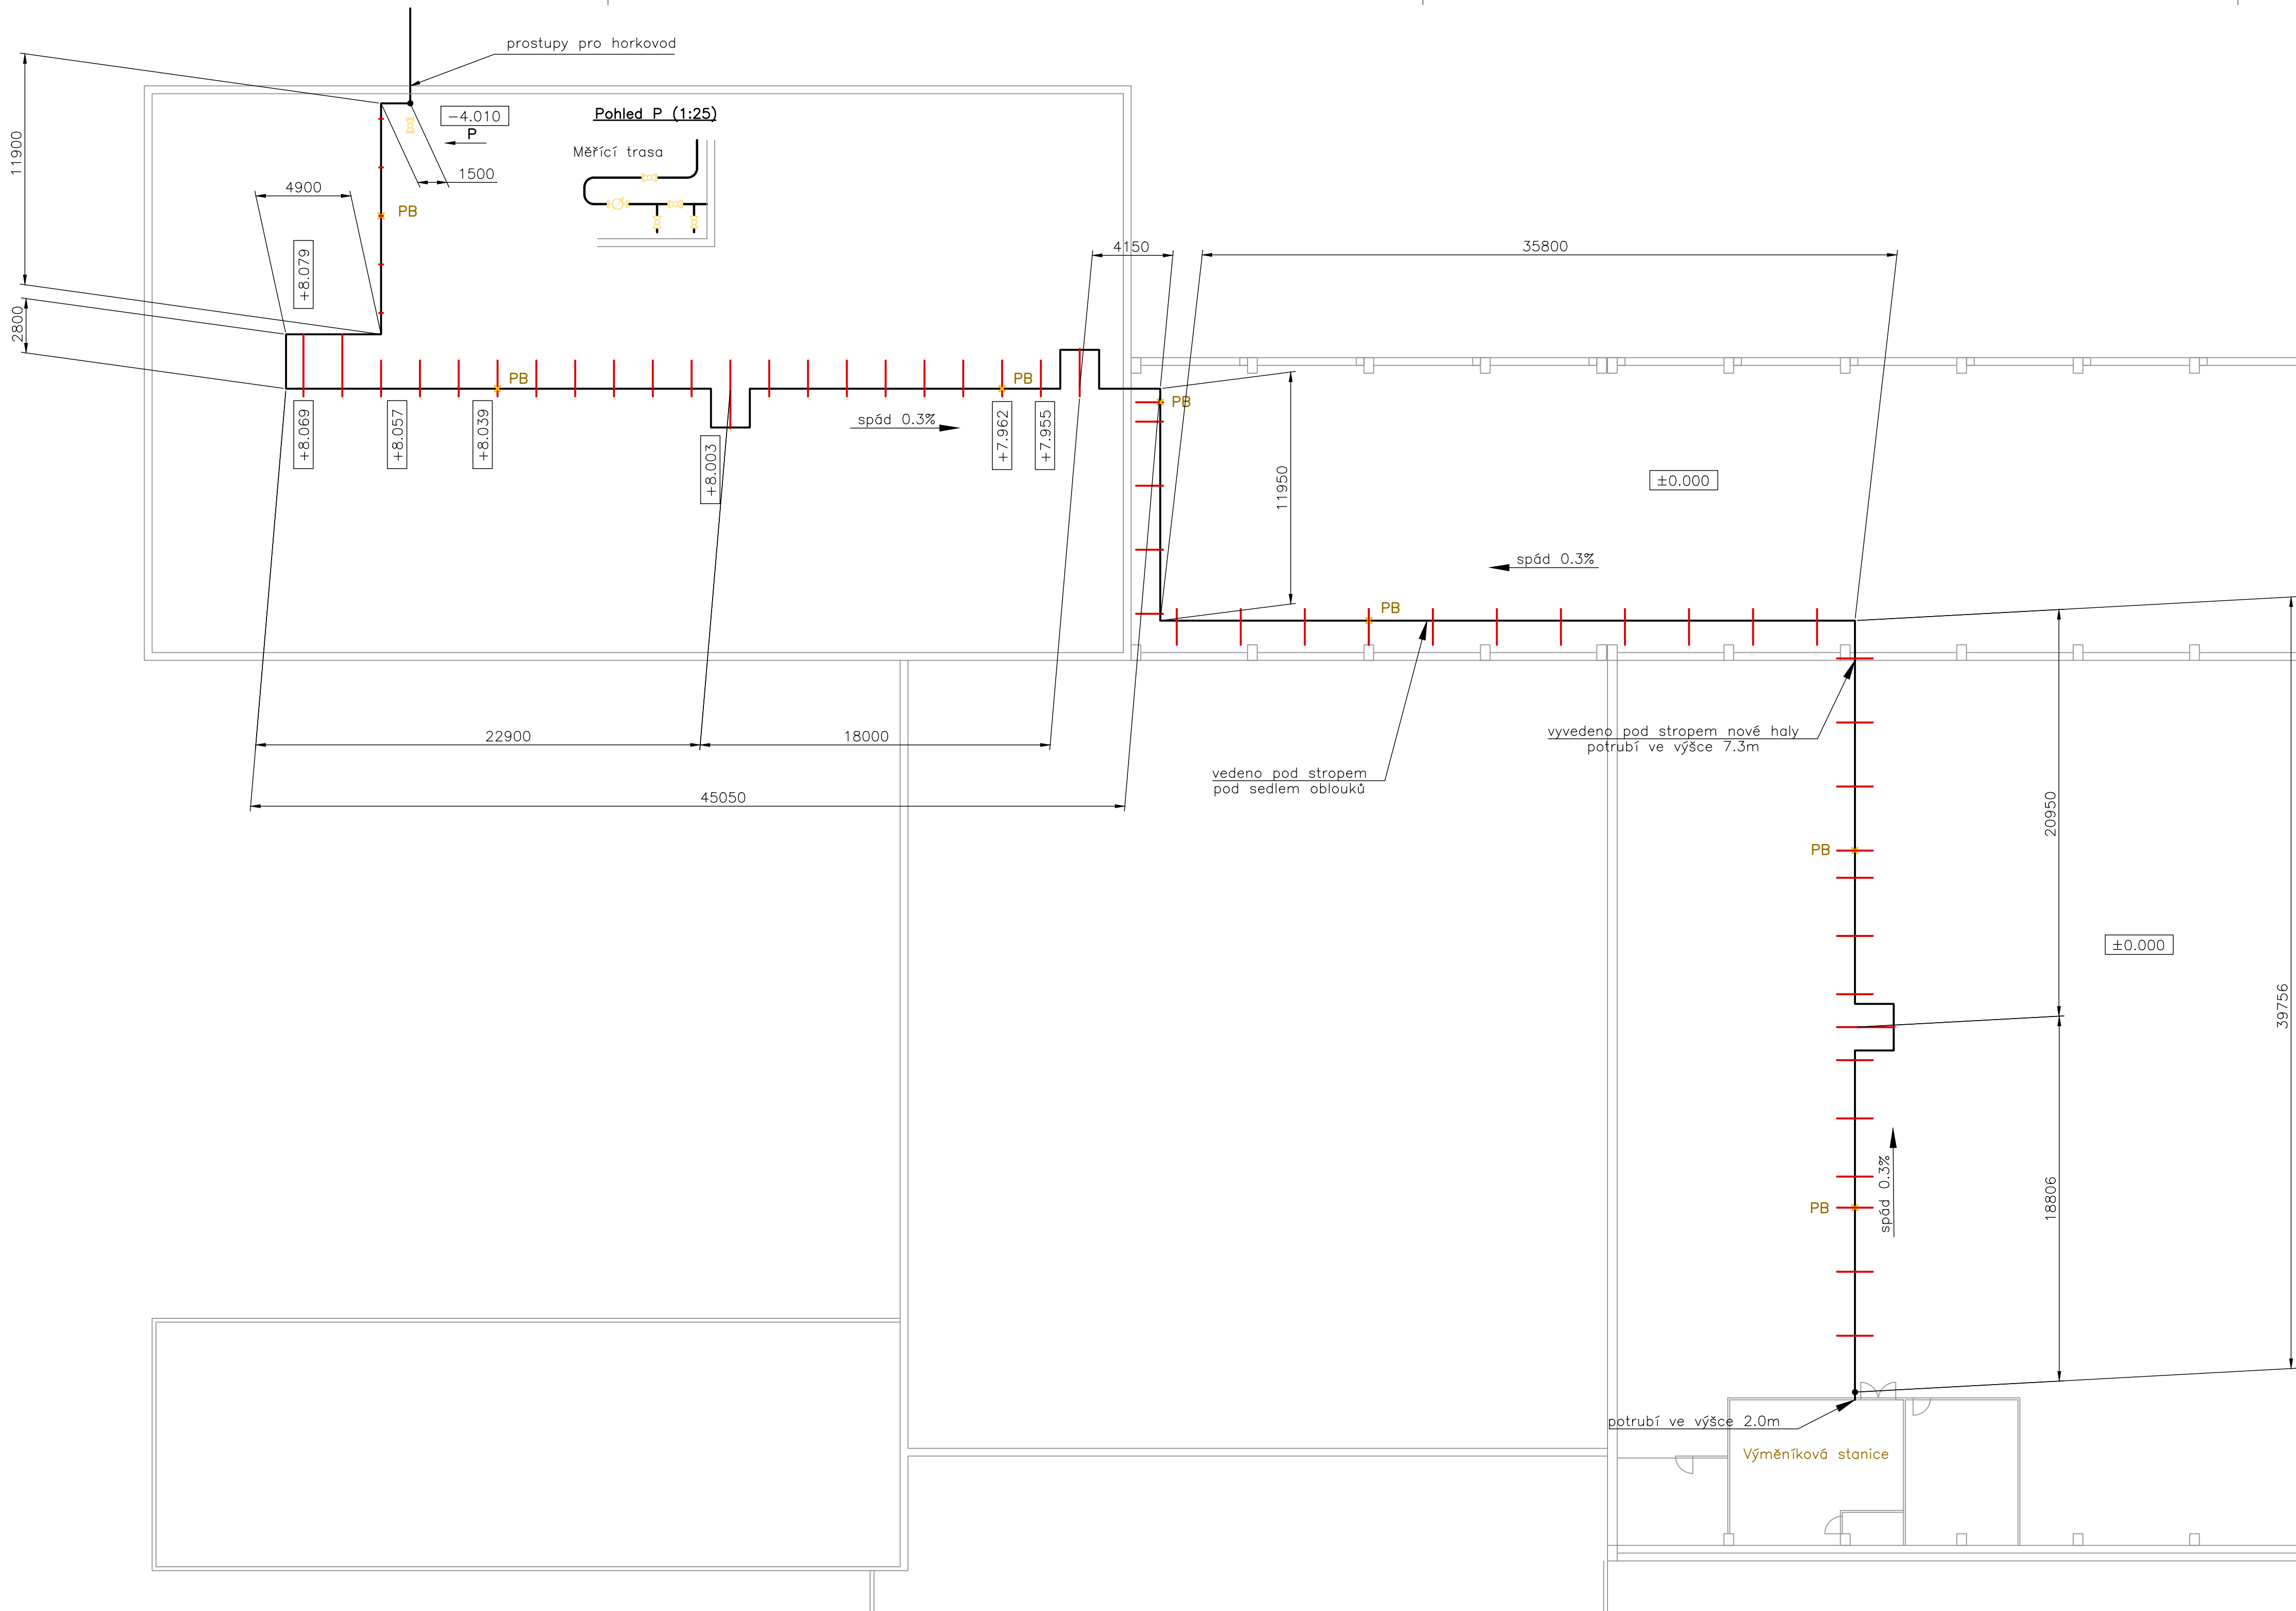 prostupy pro horkovod
-4.010
P
Pohled P (1:25)
Měřící trasa
11900
1500
4900
PB
+8.079
2800
4150
35800
PB
PB
PB
+8.069
+8.057
+8.039
+8.003
spád 0.3%
+7.962
+7.955
11950
±0.000
spád 0.3%
PB
22900
18000
45050
vyvedeno pod stropem nové haly
potrubí ve výšce 7.3m
vedeno pod stropem
pod sedlem oblouků
20950
PB
±0.000
39756
18806
spád 0.3%
PB
potrubí ve výšce 2.0m
Výměníková stanice